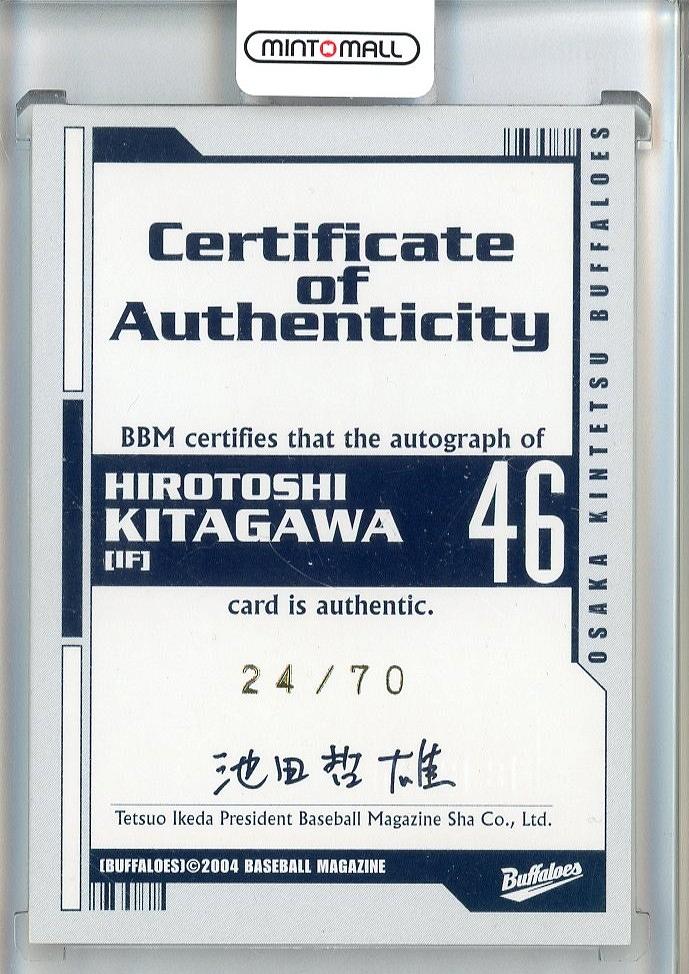 MINT MALL
Certificate
of
Authenticity
BBM certifies that the autograph of
HIROTOSHI
KITAGAWA
[IF]
46
card is authentic.
24/70
池田哲雄
Tetsuo Ikeda President Baseball Magazine Sha Co., Ltd.
(BUFFALOES)©2004 BASEBALL MAGAZINE
Buffaloes
OSAKA KINTETSU BUFFALOES